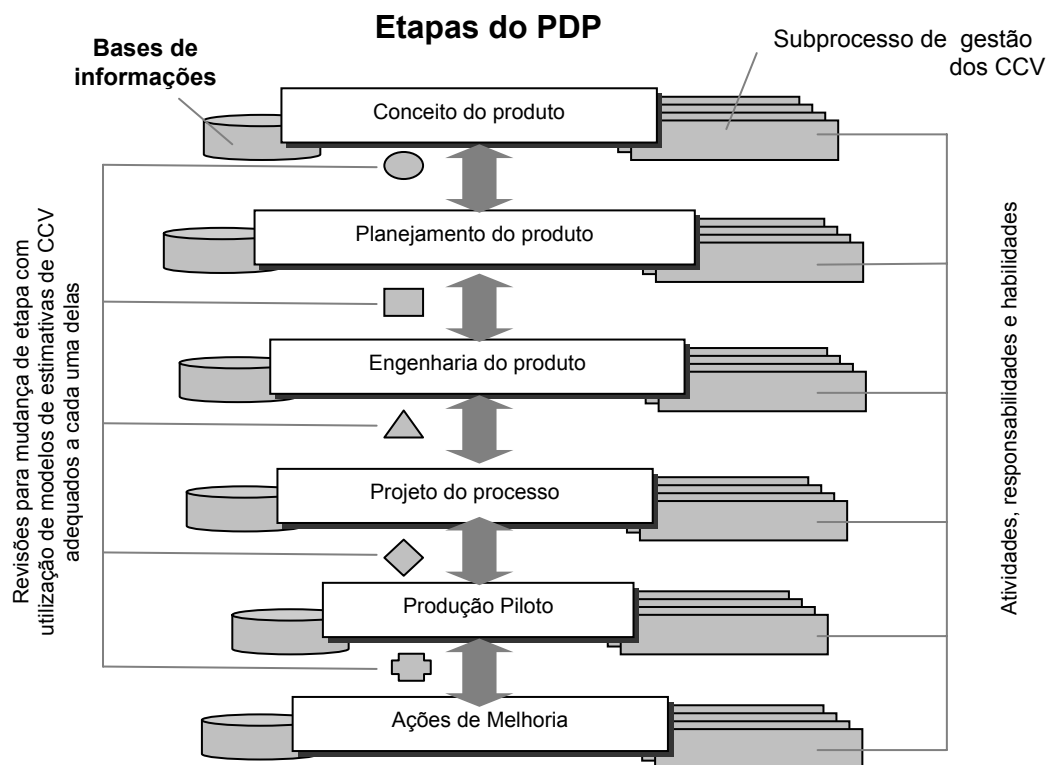 Etapas do PDP
Bases de
informações
Subprocesso de gestão
dos CCV
Conceito do produto
Planejamento do produto
Engenharia do produto
Projeto do processo
Produção Piloto
Ações de Melhoria
Revisões para mudança de etapa com
utilização de modelos de estimativas de CCV
adequados a cada uma delas
Atividades, responsabilidades e habilidades